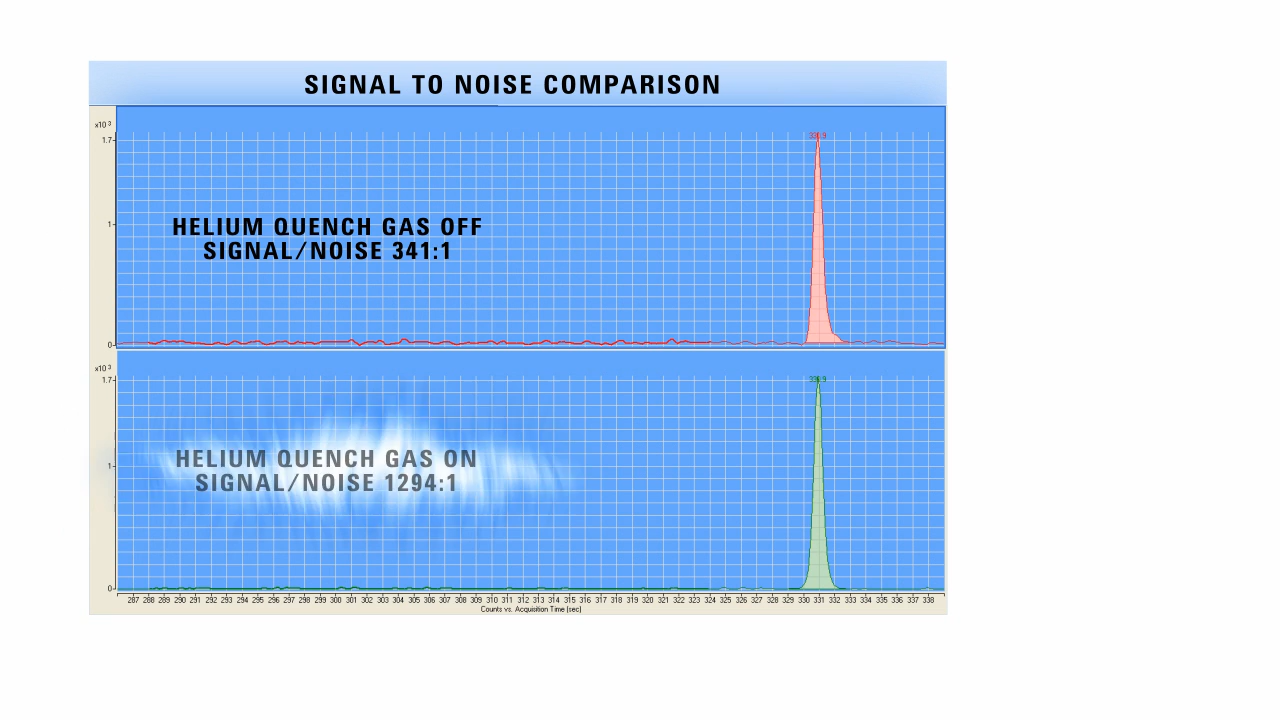 SIGNAL TO NOISE COMPARISON
x10 3
1.7
330.9
1
HELIUM QUENCH GAS OFF
SIGNAL/NOISE 341:1
0
x10 3
1.7
330.9
1
HELIUM QUENCH GAS ON
SIGNAL/NOISE 1294:1
0
287 288 289 290 291 292 293 294 295 296 297 298 299 300 301 302 303 304 305 306 307 308 309 310 311 312 313 314 315 316 317 318 319 320 321 322 323 324 325 326 327 328 329 330 331 332 333 334 335 336 337 338
Counts vs. Acquisition Time (sec)